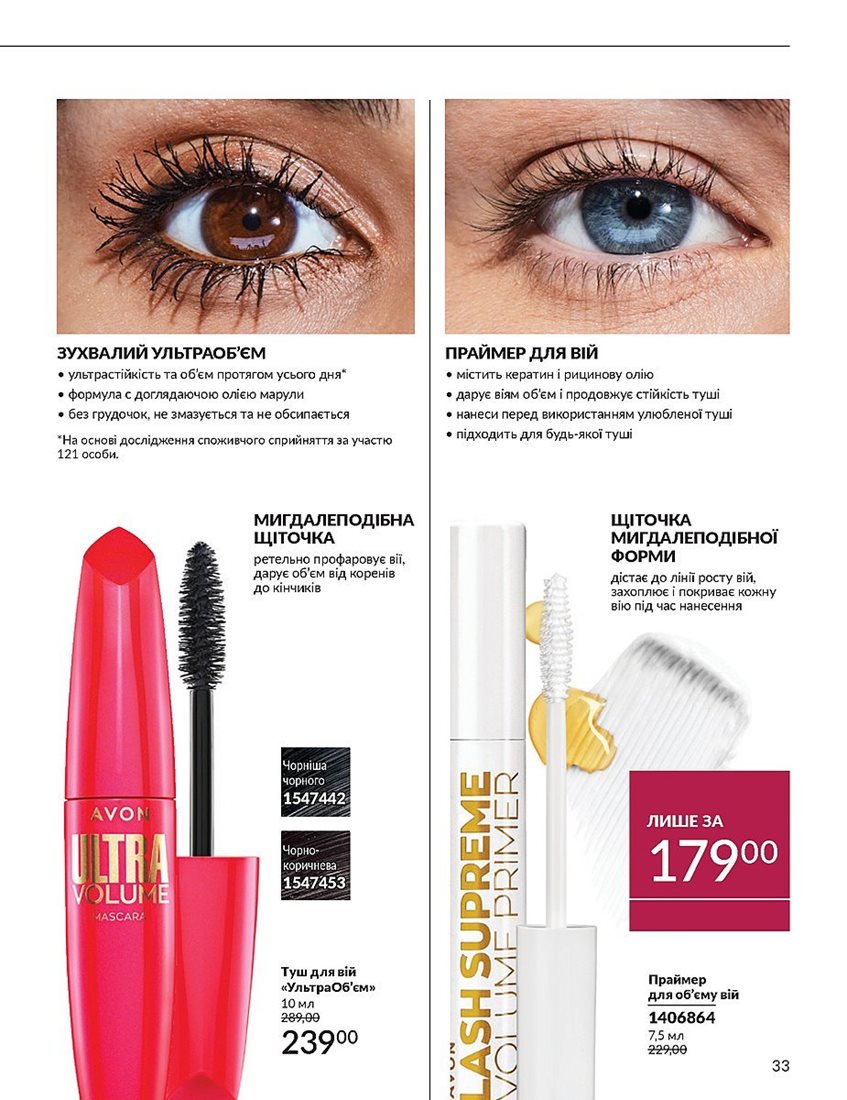 ЗУХВАЛИЙ УЛЬТРАОБ'ЄМ
• ультрастійкість та об'єм протягом усього дня*
• формула с доглядаючою олією марули
• без грудочок, не змазується та не обсипається
*На основі дослідження споживчого сприйняття за участю
121 особи.
МИГДАЛЕПОДІБНА
ЩІТОЧКА
ретельно профаровує вії,
дарує об'єм від коренів
до кінчиків
AVON
ULTRA
VOLUME
MASCARA
Чорніша
чорного
1547442
Чорно-
коричнева
1547453
Туш для вій
«УльтраОб'єм»
10 мл
289,00
23900
ПРАЙМЕР ДЛЯ ВІЙ
• містить кератин і рицинову олію
• дарує віям об'єм і продовжує стійкість туші
• нанеси перед використанням улюбленої туші
• підходить для будь-якої туші
ЩІТОЧКА
МИГДАЛЕПОДІБНОЇ
ФОРМИ
дістає до лінії росту вій,
захоплює і покриває кожну
вію під час нанесення
AVON
LASH SUPREME
VOLUME PRIMER
ЛИШЕ ЗА
17900
Праймер
для об'єму вій
1406864
7,5 мл
229,00
33